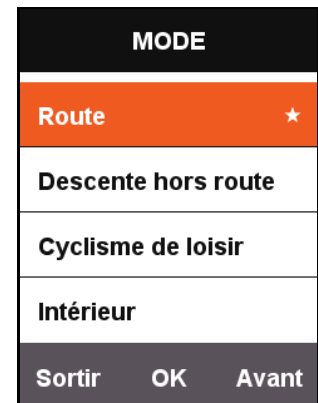 MODE
Route ★
Descente hors route
Cyclisme de loisir
Intérieur
Sortir OK Avant